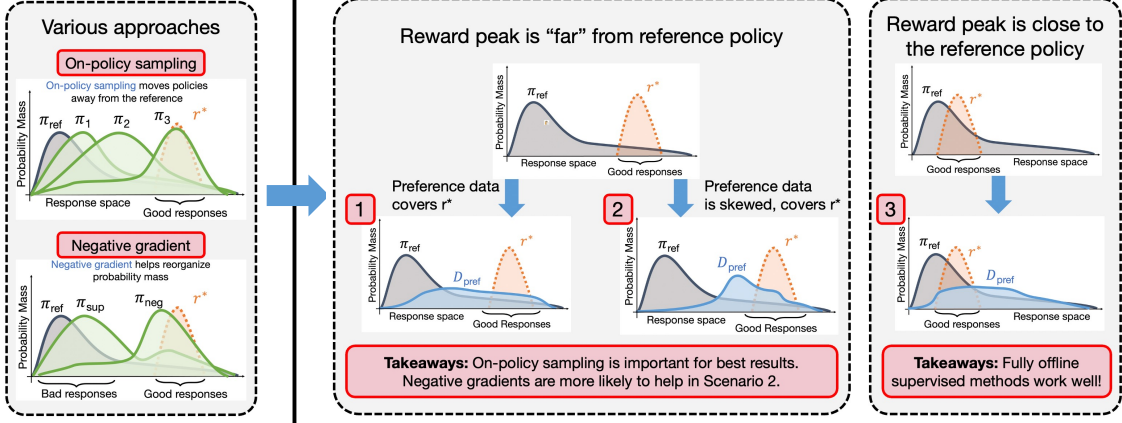 Various approaches
On-policy sampling
On-policy sampling moves policies
away from the reference
Probability Mass
π_ref
π_1
π_2
π_3
r*
Response space
Good responses
Negative gradient
Negative gradient helps reorganize
probability mass
Probability Mass
π_ref
π_sup
π_neg
r*
Bad responses
Good responses
Reward peak is “far” from reference policy
Probability Mass
π_ref
r*
Response space
Good responses
Preference data
covers r*
Preference data
is skewed, covers r*
1
Probability Mass
π_ref
D_pref
r*
Response space
Good Responses
2
Probability Mass
π_ref
D_pref
r*
Response space
Good Responses
Takeaways: On-policy sampling is important for best results.
Negative gradients are more likely to help in Scenario 2.
Reward peak is close to
the reference policy
Probability Mass
π_ref
r*
Response space
Good responses
3
Probability Mass
π_ref
r*
D_pref
Response space
Good responses
Takeaways: Fully offline
supervised methods work well!